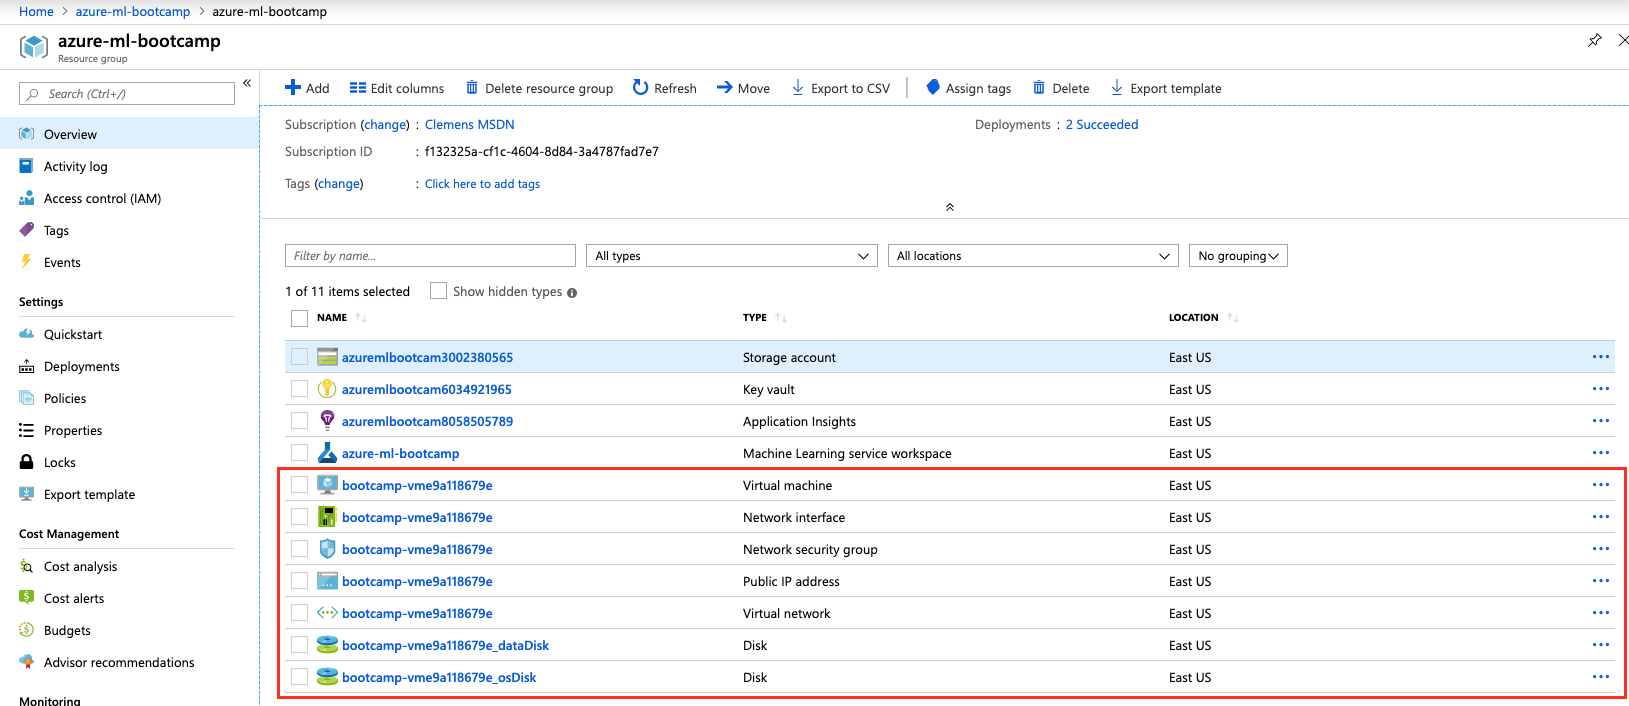 Home > azure-ml-bootcamp > azure-ml-bootcamp
azure-ml-bootcamp
Resource group
Search (Ctrl+/)
Overview
Activity log
Access control (IAM)
Tags
Events
Settings
Quickstart
Deployments
Policies
Properties
Locks
Export template
Cost Management
Cost analysis
Cost alerts
Budgets
Advisor recommendations
Monitoring
Add Edit columns Delete resource group Refresh Move Export to CSV Assign tags Delete Export template
Subscription (change) : Clemens MSDN Deployments : 2 Succeeded
Subscription ID : f132325a-cf1c-4604-8d84-3a4787fad7e7
Tags (change) : Click here to add tags
Filter by name... All types All locations No grouping
1 of 11 items selected Show hidden types
NAME TYPE LOCATION
azuremlbootcam3002380565 Storage account East US
azuremlbootcam6034921965 Key vault East US
azuremlbootcam8058505789 Application Insights East US
azure-ml-bootcamp Machine Learning service workspace East US
bootcamp-vme9a118679e Virtual machine East US
bootcamp-vme9a118679e Network interface East US
bootcamp-vme9a118679e Network security group East US
bootcamp-vme9a118679e Public IP address East US
bootcamp-vme9a118679e Virtual network East US
bootcamp-vme9a118679e_dataDisk Disk East US
bootcamp-vme9a118679e_osDisk Disk East US